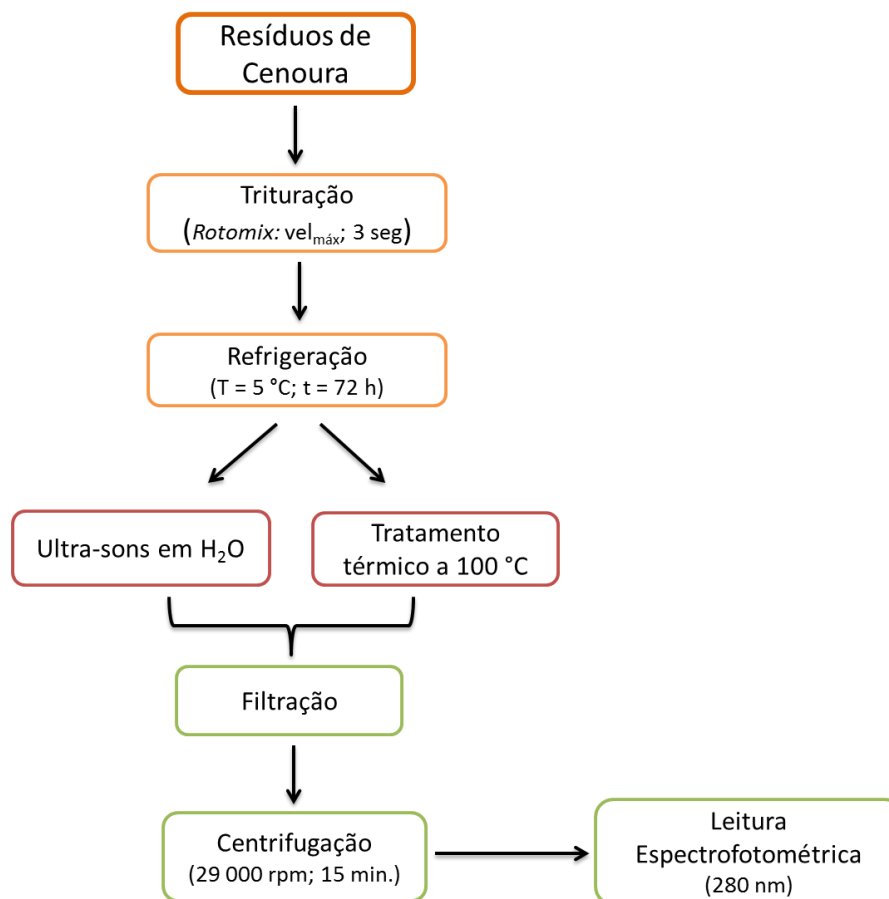 Resíduos de
Cenoura
Trituração
(Rotomix: velmáx; 3 seg)
Refrigeração
(T = 5 °C; t = 72 h)
Ultra-sons em H₂O
Tratamento
térmico a 100 °C
Filtração
Centrifugação
(29 000 rpm; 15 min.)
Leitura
Espectrofotométrica
(280 nm)